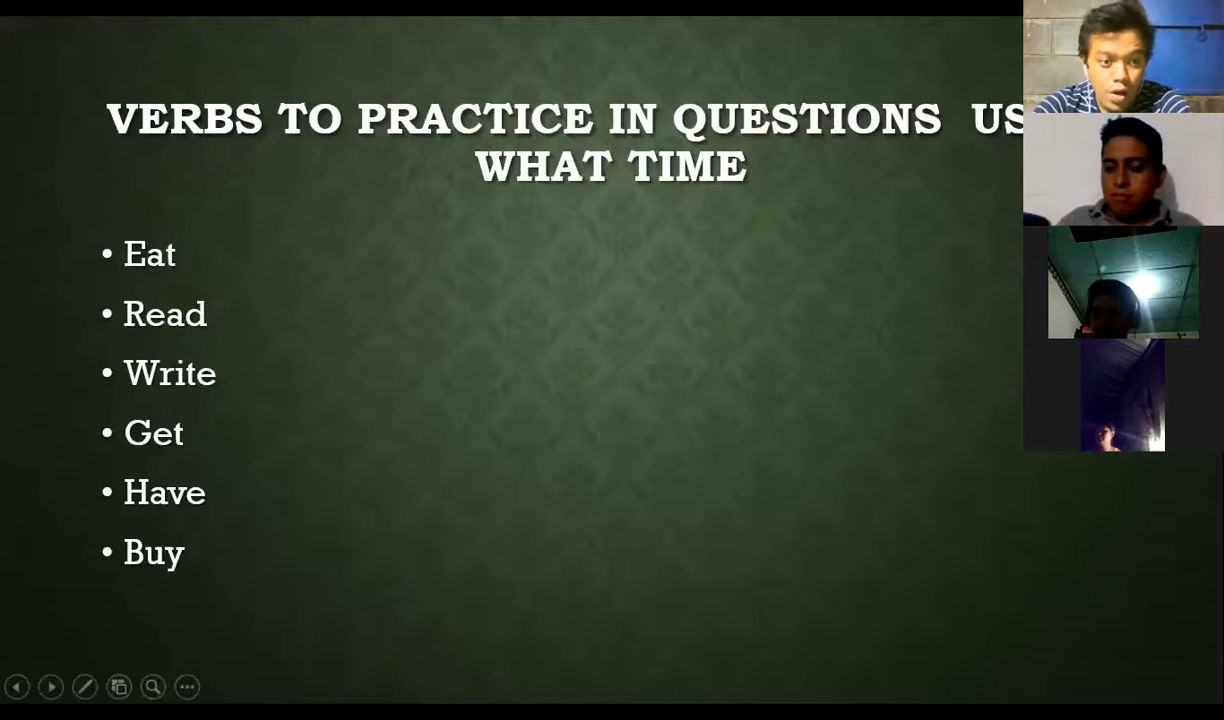 VERBS TO PRACTICE IN QUESTIONS US
WHAT TIME
• Eat
• Read
• Write
• Get
• Have
• Buy